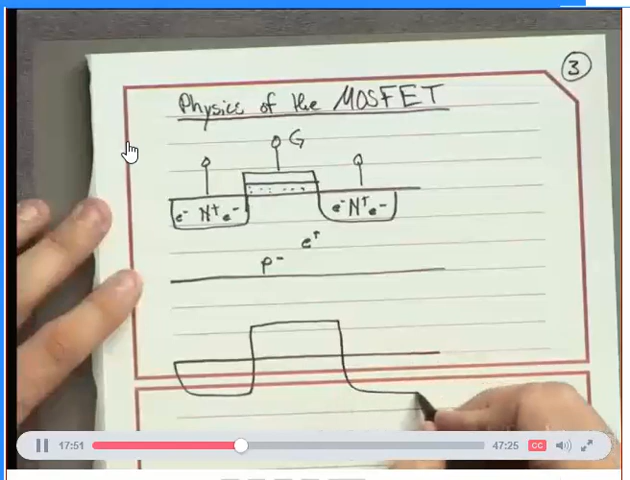 3
Physics of the MOSFET
G
e- N+ e- e- N+ e-
e+
p-
17:51 47:25 CC